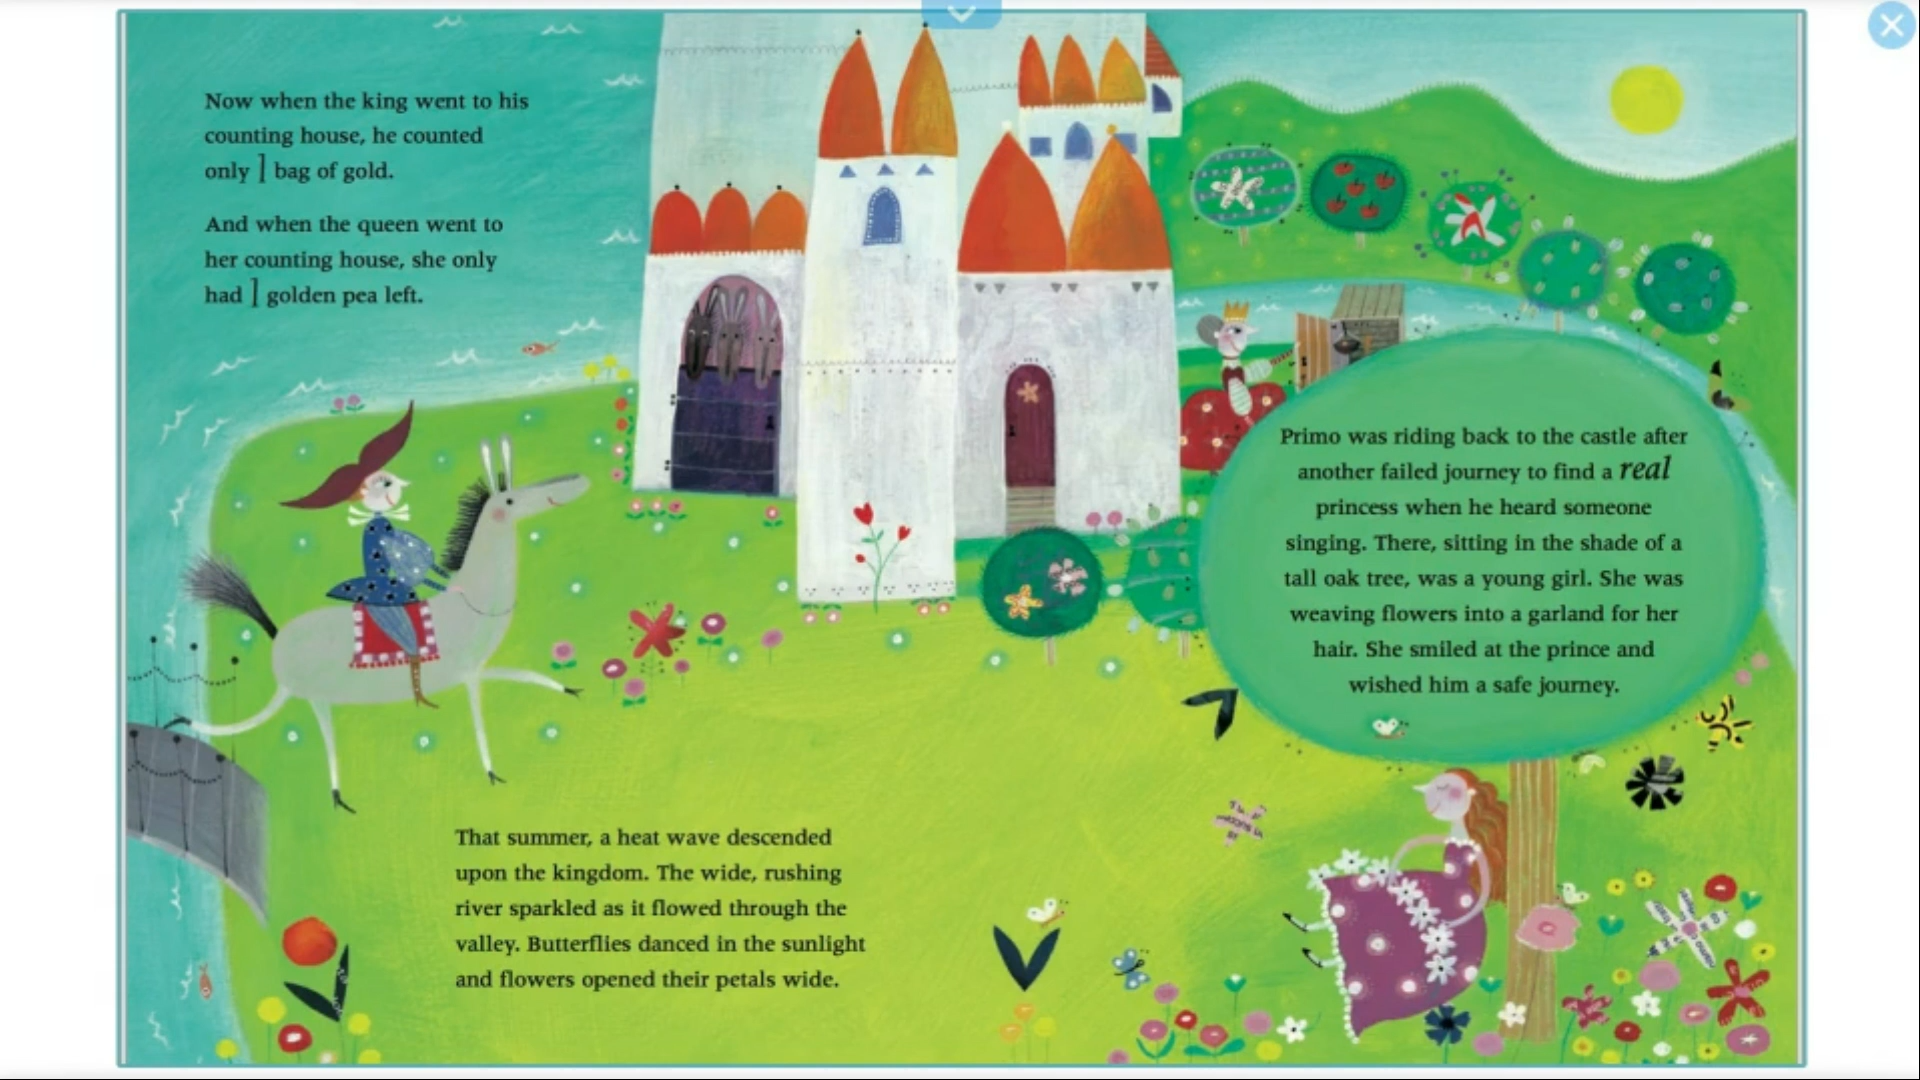 Now when the king went to his
counting house, he counted
only 1 bag of gold.
And when the queen went to
her counting house, she only
had 1 golden pea left.
Primo was riding back to the castle after
another failed journey to find a real
princess when he heard someone
singing. There, sitting in the shade of a
tall oak tree, was a young girl. She was
weaving flowers into a garland for her
hair. She smiled at the prince and
wished him a safe journey.
That summer, a heat wave descended
upon the kingdom. The wide, rushing
river sparkled as it flowed through the
valley. Butterflies danced in the sunlight
and flowers opened their petals wide.